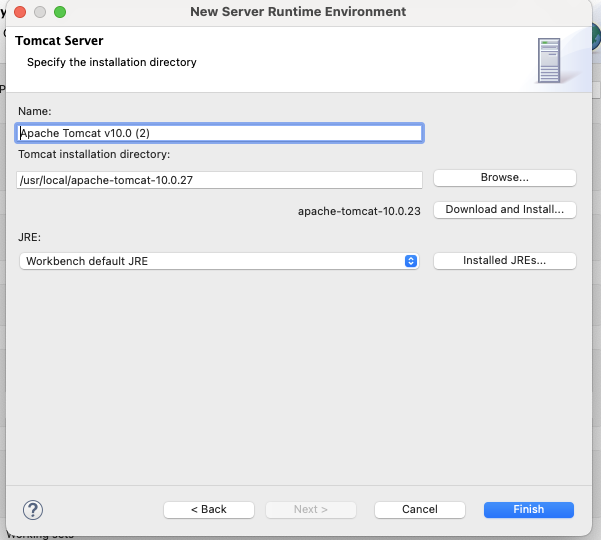 New Server Runtime Environment
Tomcat Server
Specify the installation directory
Name:
Apache Tomcat v10.0 (2)
Tomcat installation directory:
/usr/local/apache-tomcat-10.0.27
Browse...
apache-tomcat-10.0.23
Download and Install...
JRE:
Workbench default JRE
Installed JREs...
?
< Back
Next >
Cancel
Finish
Working sets